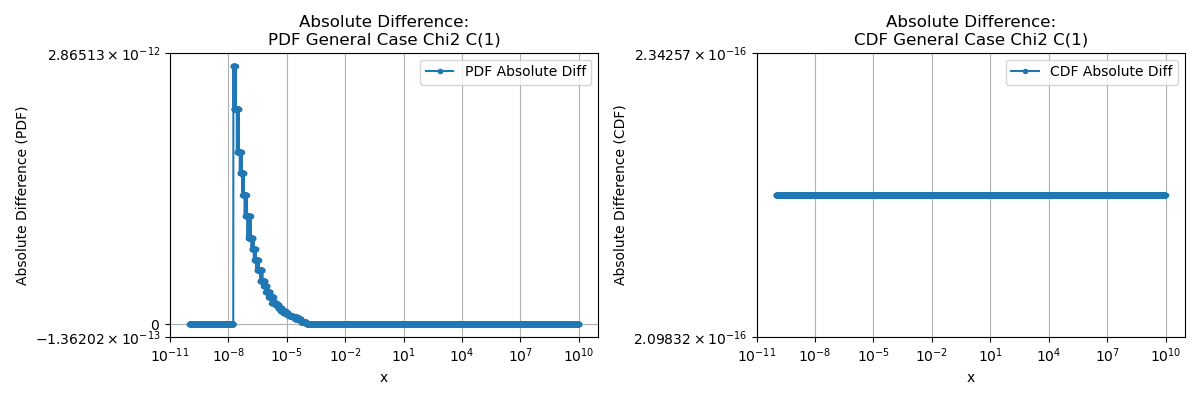 Absolute Difference:
PDF General Case Chi2 C(1)
2.86513 × 10⁻¹²
PDF Absolute Diff
Absolute Difference (PDF)
0
−1.36202 × 10⁻¹³
10⁻¹¹ 10⁻⁸ 10⁻⁵ 10⁻² 10¹ 10⁴ 10⁷ 10¹⁰
x
Absolute Difference:
CDF General Case Chi2 C(1)
2.34257 × 10⁻¹⁶
CDF Absolute Diff
Absolute Difference (CDF)
2.09832 × 10⁻¹⁶
10⁻¹¹ 10⁻⁸ 10⁻⁵ 10⁻² 10¹ 10⁴ 10⁷ 10¹⁰
x